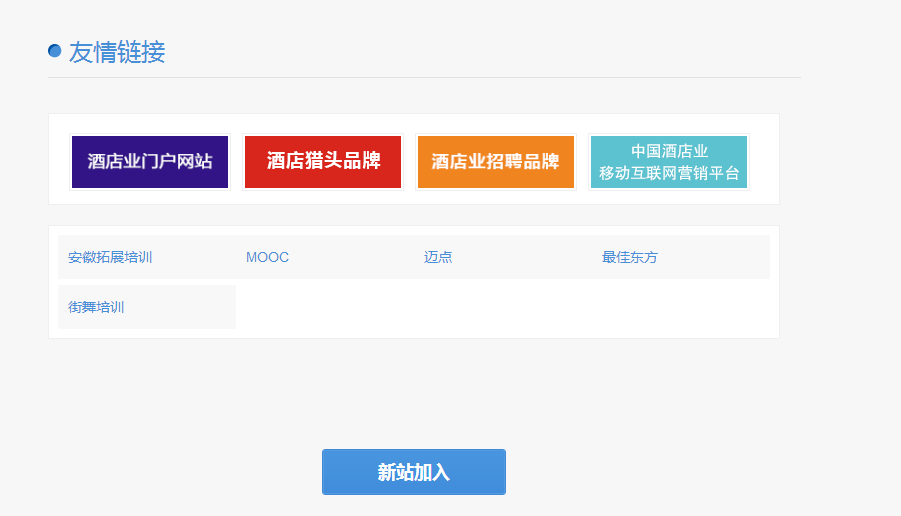 友情链接
酒店业门户网站
酒店猎头品牌
酒店业招聘品牌
中国酒店业
移动互联网营销平台
安徽拓展培训
MOOC
迈点
最佳东方
街舞培训
新站加入